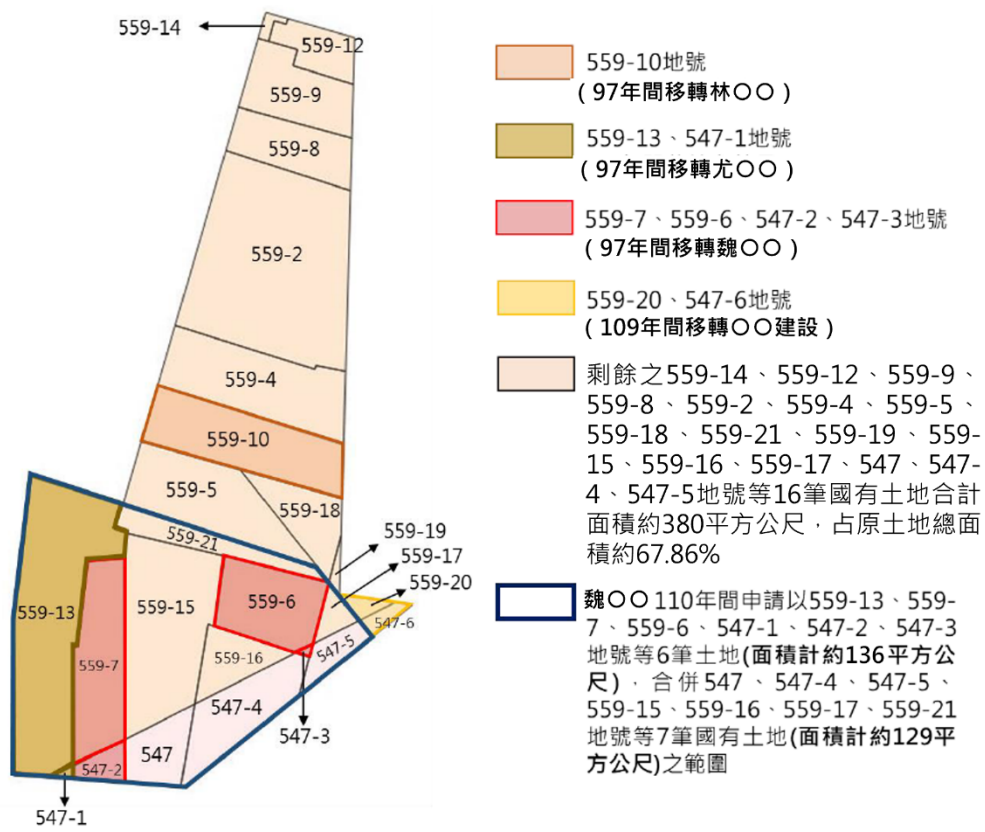 559-14
559-12
559-9
559-8
559-2
559-4
559-10
559-5
559-18
559-19
559-21
559-17
559-20
559-6
547-6
559-13
559-15
547-5
559-7
559-16
547-4
547-3
547
547-2
547-1
559-10地號
(97年間移轉林〇〇)
559-13、547-1地號
(97年間移轉尤〇〇)
559-7、559-6、547-2、547-3地號
(97年間移轉魏〇〇)
559-20、547-6地號
(109年間移轉〇〇建設)
剩餘之559-14、559-12、559-9、
559-8、559-2、559-4、559-5、
559-18、559-21、559-19、559-
15、559-16、559-17、547、547-
4、547-5地號等16筆國有土地合計
面積約380平方公尺，占原土地總面
積約67.86%
魏〇〇110年間申請以559-13、559-
7、559-6、547-1、547-2、547-3
地號等6筆土地(面積計約136平方公
尺)，合併547、547-4、547-5、
559-15、559-16、559-17、559-21
地號等7筆國有土地(面積計約129平
方公尺)之範圍